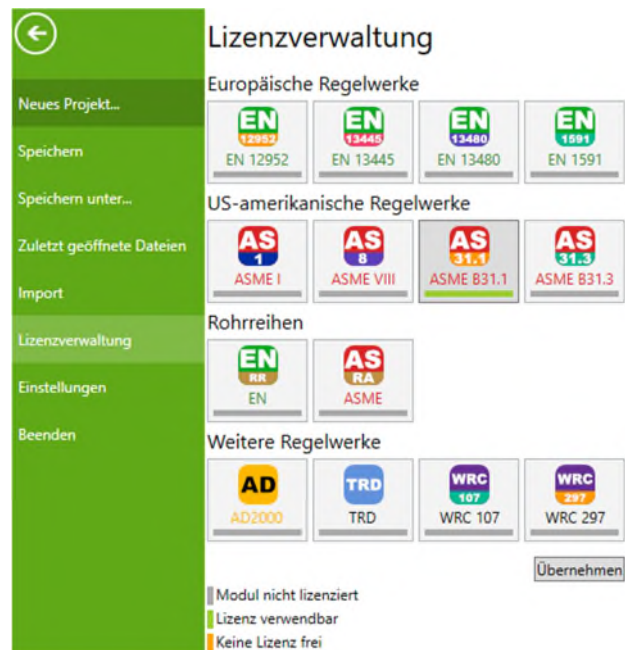 Lizenzverwaltung
Neues Projekt...
Speichern
Speichern unter...
Zuletzt geöffnete Dateien
Import
Lizenzverwaltung
Einstellungen
Beenden
Europäische Regelwerke
EN 12952 EN 13445 EN 13480 EN 1591
EN 12952 EN 13445 EN 13480 EN 1591
US-amerikanische Regelwerke
AS 1 AS 8 AS 31.1 AS 31.3
ASME I ASME VIII ASME B31.1 ASME B31.3
Rohrreihen
EN RR AS RA
EN ASME
Weitere Regelwerke
AD TRD WRC 107 WRC 297
AD2000 TRD WRC 107 WRC 297
Übernehmen
Modul nicht lizenziert
Lizenz verwendbar
Keine Lizenz frei